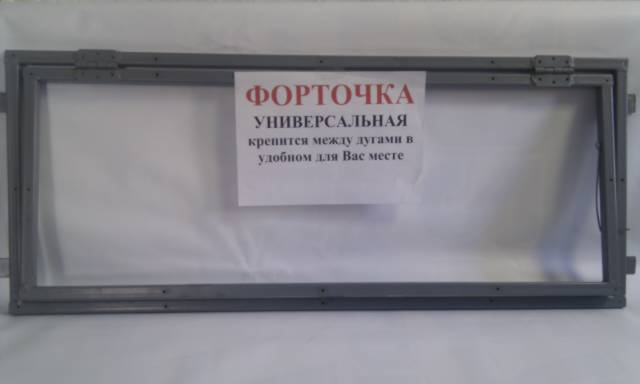 ФОРТОЧКА
УНИВЕРСАЛЬНАЯ
крепится между дугами в
удобном для Вас месте